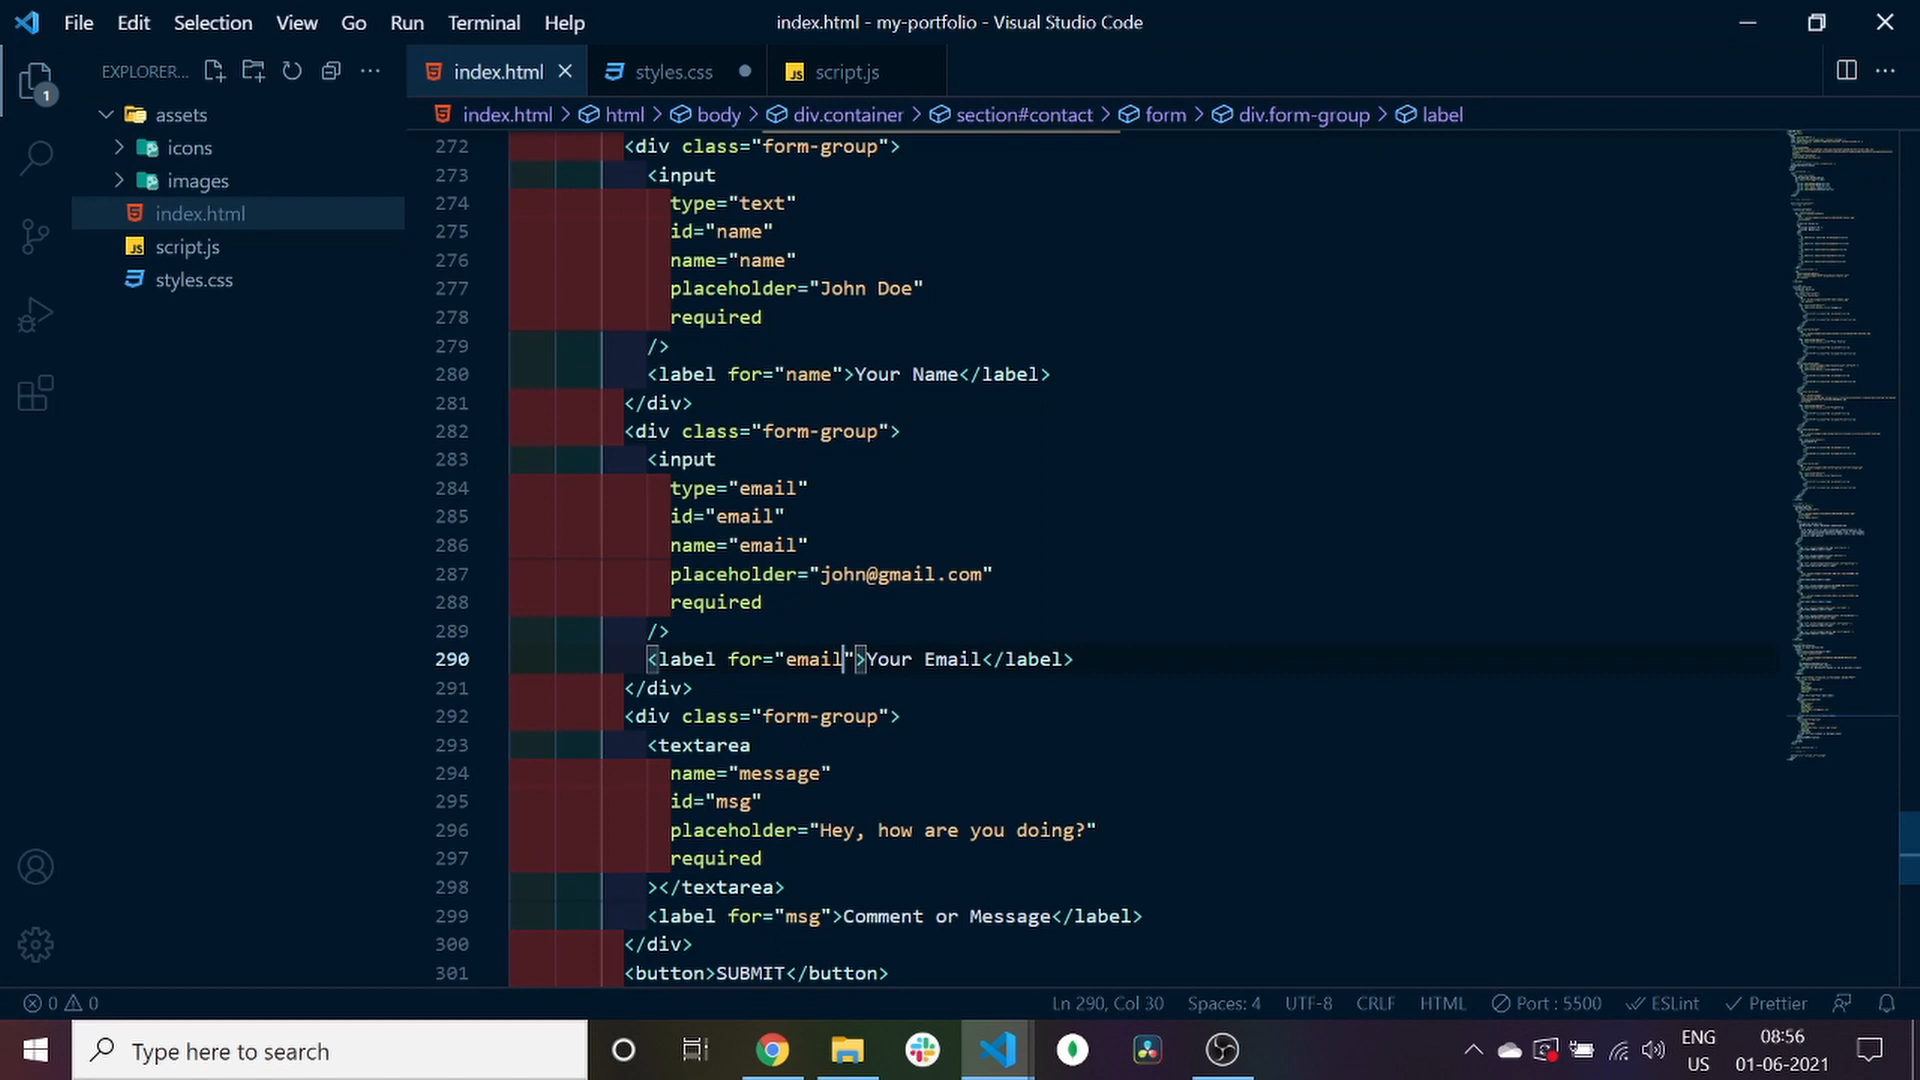 File Edit Selection View Go Run Terminal Help
index.html - my-portfolio - Visual Studio Code
EXPLORER...
index.html
styles.css
JS script.js
index.html > html > body > div.container > section#contact > form > div.form-group > label
1
assets
icons
images
index.html
JS script.js
styles.css
272 <div class="form-group">
273 <input
274 type="text"
275 id="name"
276 name="name"
277 placeholder="John Doe"
278 required
279 />
280 <label for="name">Your Name</label>
281 </div>
282 <div class="form-group">
283 <input
284 type="email"
285 id="email"
286 name="email"
287 placeholder="john@gmail.com"
288 required
289 />
290 <label for="email">Your Email</label>
291 </div>
292 <div class="form-group">
293 <textarea
294 name="message"
295 id="msg"
296 placeholder="Hey, how are you doing?"
297 required
298 ></textarea>
299 <label for="msg">Comment or Message</label>
300 </div>
301 <button>SUBMIT</button>
0 0
Ln 290, Col 30 Spaces: 4 UTF-8 CRLF HTML Port : 5500 ESLint Prettier
Type here to search
ENG
US
08:56
01-06-2021